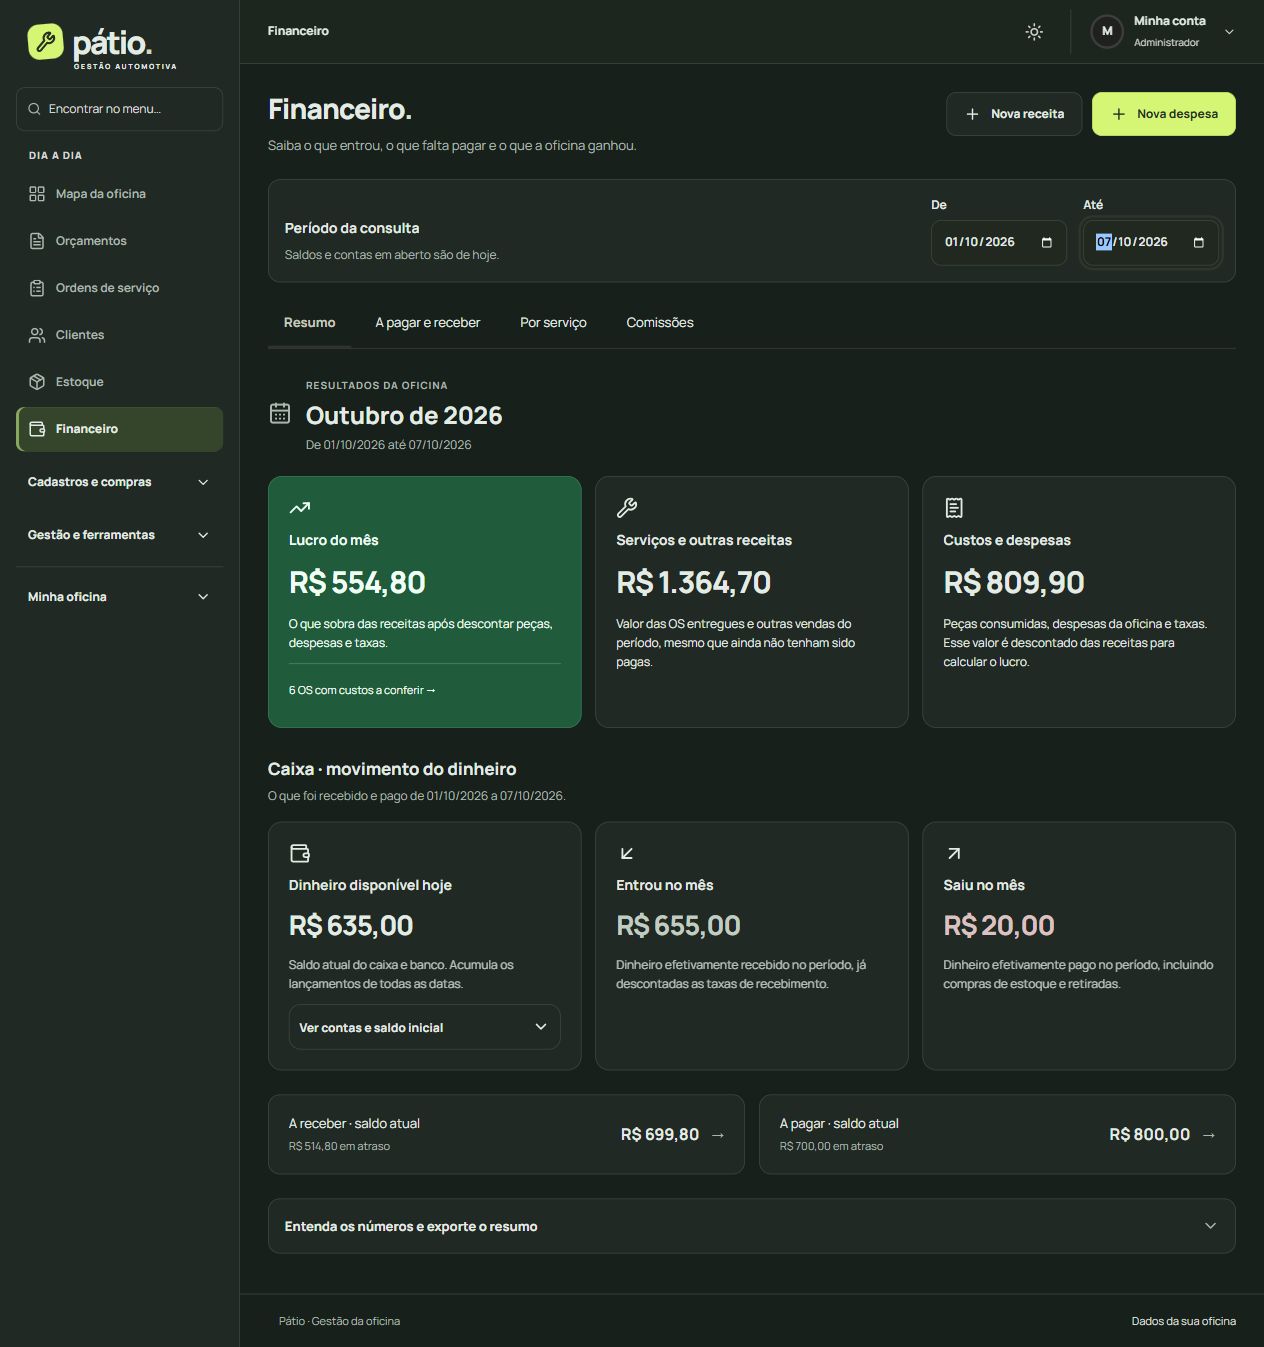 pátio.
GESTÃO AUTOMOTIVA
Encontrar no menu...
DIA A DIA
Mapa da oficina
Orçamentos
Ordens de serviço
Clientes
Estoque
Financeiro
Cadastros e compras
Gestão e ferramentas
Minha oficina
Financeiro
M
Minha conta
Administrador
Financeiro.
Saiba o que entrou, o que falta pagar e o que a oficina ganhou.
Nova receita
Nova despesa
Período da consulta
Saldos e contas em aberto são de hoje.
De
01/10/2026
Até
07/10/2026
Resumo
A pagar e receber
Por serviço
Comissões
RESULTADOS DA OFICINA
Outubro de 2026
De 01/10/2026 até 07/10/2026
Lucro do mês
R$ 554,80
O que sobra das receitas após descontar peças,
despesas e taxas.
6 OS com custos a conferir →
Serviços e outras receitas
R$ 1.364,70
Valor das OS entregues e outras vendas do
período, mesmo que ainda não tenham sido
pagas.
Custos e despesas
R$ 809,90
Peças consumidas, despesas da oficina e taxas.
Esse valor é descontado das receitas para
calcular o lucro.
Caixa · movimento do dinheiro
O que foi recebido e pago de 01/10/2026 a 07/10/2026.
Dinheiro disponível hoje
R$ 635,00
Saldo atual do caixa e banco. Acumula os
lançamentos de todas as datas.
Ver contas e saldo inicial
Entrou no mês
R$ 655,00
Dinheiro efetivamente recebido no período, já
descontadas as taxas de recebimento.
Saiu no mês
R$ 20,00
Dinheiro efetivamente pago no período, incluindo
compras de estoque e retiradas.
A receber · saldo atual
R$ 514,80 em atraso
R$ 699,80 →
A pagar · saldo atual
R$ 700,00 em atraso
R$ 800,00 →
Entenda os números e exporte o resumo
Pátio · Gestão da oficina
Dados da sua oficina